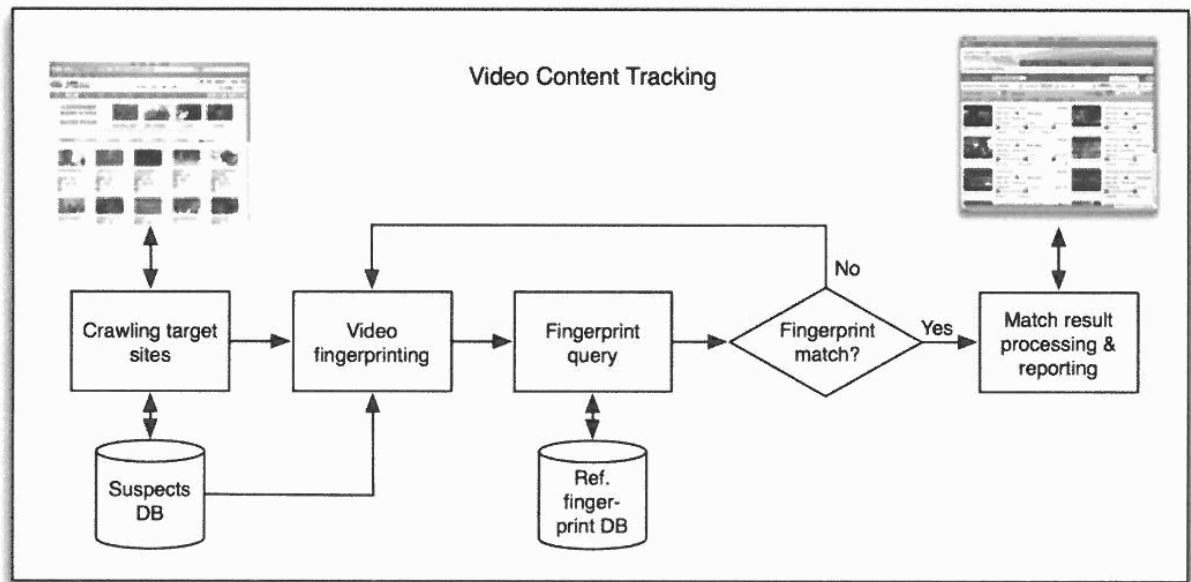 Video Content Tracking
No
Crawling target
sites
Video
fingerprinting
Fingerprint
query
Fingerprint
match?
Yes
Match result
processing &
reporting
Suspects
DB
Ref.
finger-
print DB